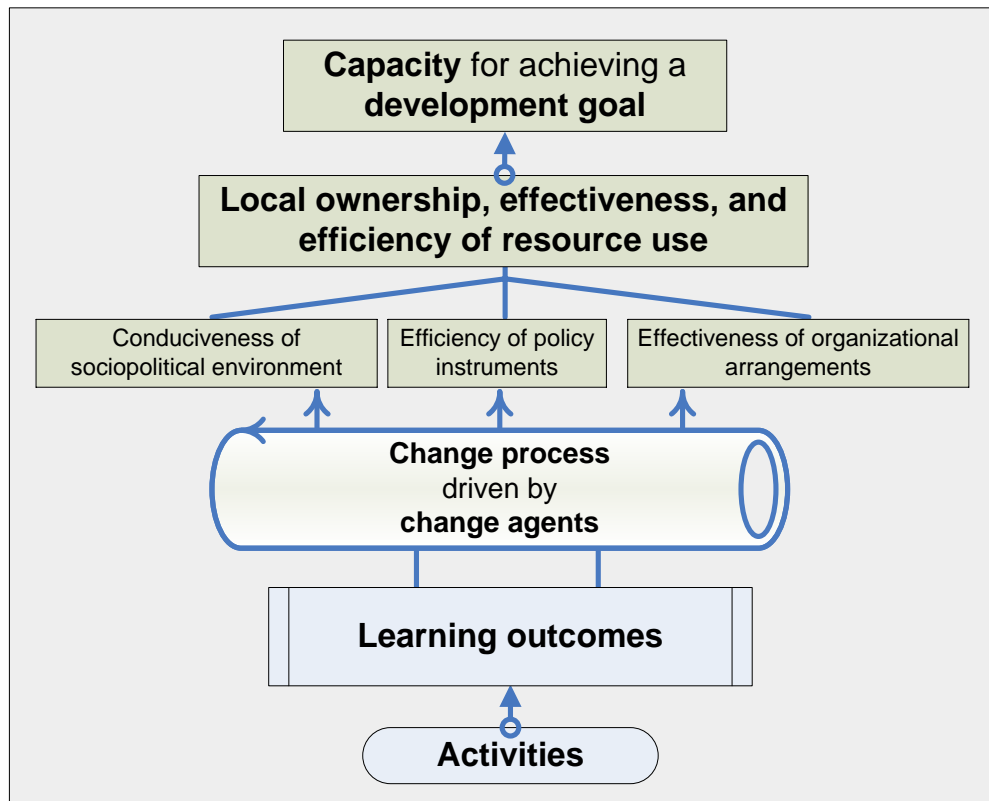 Capacity for achieving a
development goal
Local ownership, effectiveness, and
efficiency of resource use
Conduciveness of
sociopolitical environment
Efficiency of policy
instruments
Effectiveness of organizational
arrangements
Change process
driven by
change agents
Learning outcomes
Activities